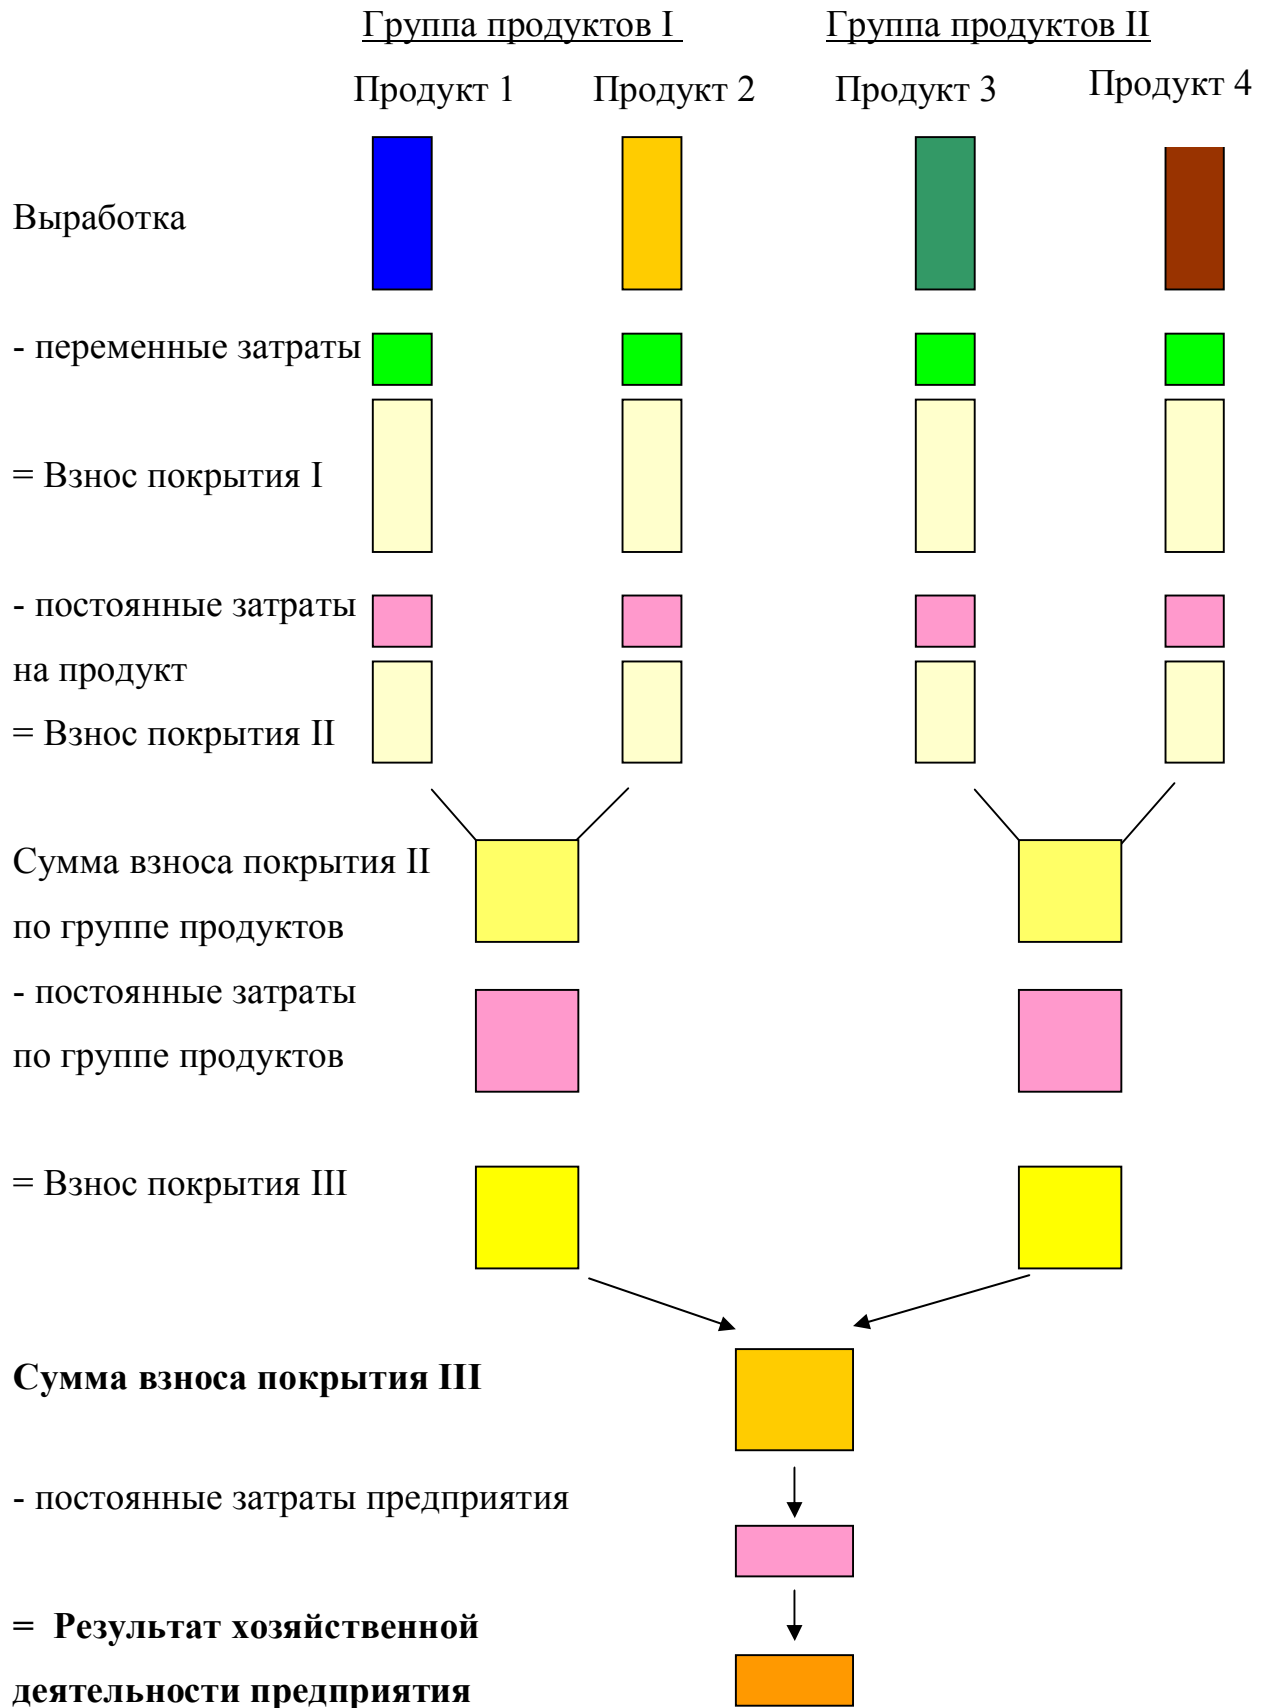 Группа продуктов I Группа продуктов II
Продукт 1 Продукт 2 Продукт 3 Продукт 4
Выработка
- переменные затраты
= Взнос покрытия I
- постоянные затраты
на продукт
= Взнос покрытия II
Сумма взноса покрытия II
по группе продуктов
- постоянные затраты
по группе продуктов
= Взнос покрытия III
Сумма взноса покрытия III
- постоянные затраты предприятия
= Результат хозяйственной
деятельности предприятия